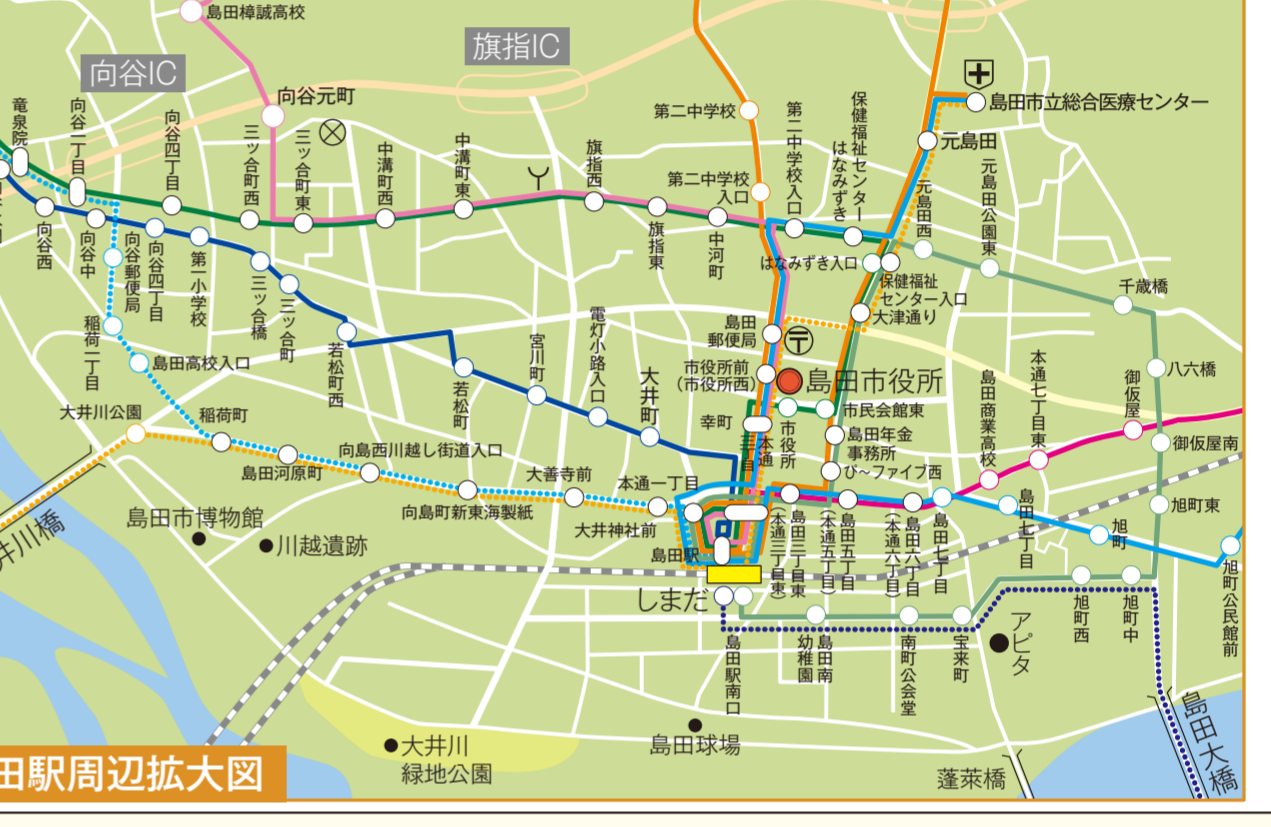 島田樟誠高校
旗指IC
向谷IC
向谷元町
竜泉院
向谷一丁目
向谷四丁目
三ツ合町西
三ツ合町東
中溝町西
中溝町東
旗指西
旗指東
中河町
第二中学校
第二中学校
入口
第二中学校入口
保健福祉センター
はなみずき
島田市立総合医療センター
元島田
元島田西
元島田公園東
はなみずき入口
保健福祉
センター入口
大津通り
千歳橋
向谷西
向谷中
向谷郵便局
向谷四丁目
第一小学校
三ツ合橋
三ツ合町
若松町西
若松町
宮川町
電灯小路入口
大井町
島田
郵便局
市役所前
(市役所西)
島田市役所
幸町
本通
三丁目
市役所
市民会館東
島田年金
事務所
び〜ファイブ西
島田商業高校
本通七丁目東
御仮屋
八六橋
御仮屋南
旭町東
稲荷一丁目
島田高校入口
大井川公園
稲荷町
島田河原町
向島西川越し街道入口
向島町新東海製紙
大善寺前
本通一丁目
大井神社前
島田駅
島田三丁目東
(本通三丁目東)
島田五丁目
(本通五丁目)
島田六丁目
(本通六丁目)
島田七丁目
島田七丁目
旭町
旭町公民館前
井川橋
島田市博物館
川越遺跡
しまだ
島田駅南口
島田南
幼稚園
南町公会堂
宝来町
アピタ
旭町西
旭町中
島田大橋
島田球場
大井川
緑地公園
蓬萊橋
田駅周辺拡大図